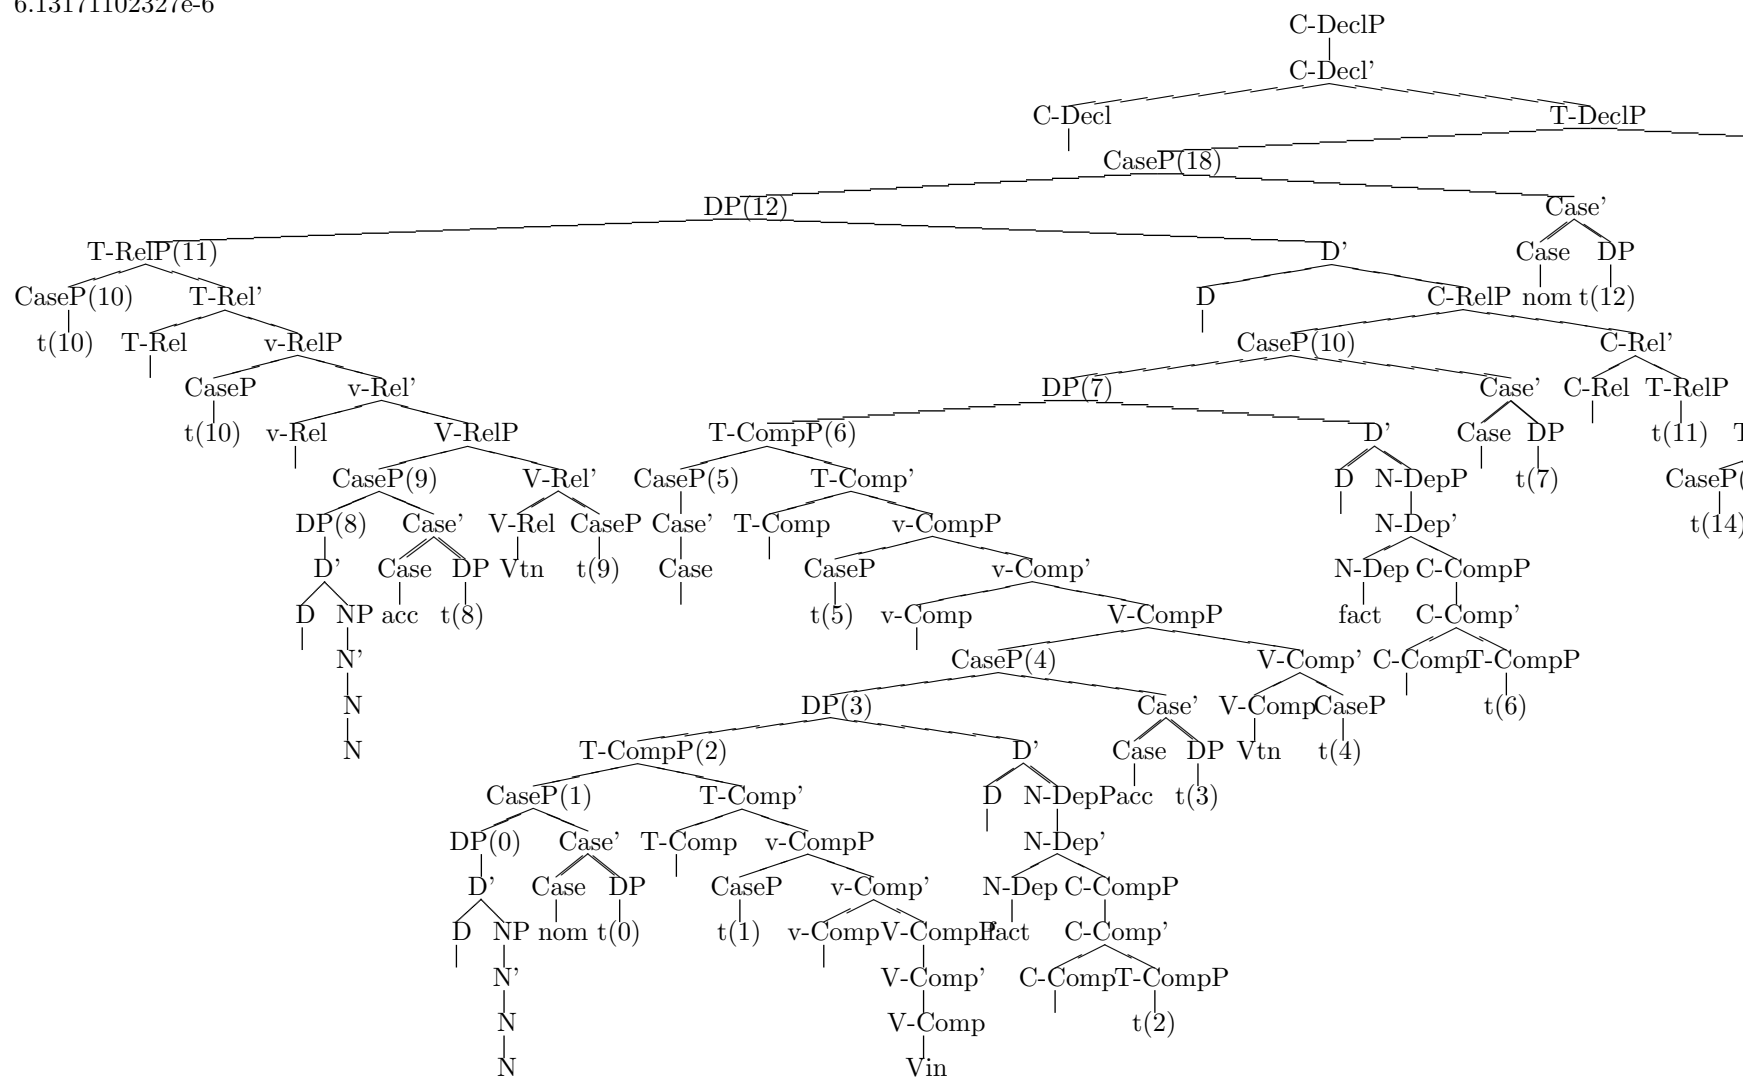 6.13171102327e-6
C-DeclP
C-Decl’
C-Decl T-DeclP
CaseP(18)
DP(12) Case’
T-RelP(11) D’ Case DP
CaseP(10) T-Rel’ D C-RelP nom t(12)
t(10) T-Rel v-RelP CaseP(10) C-Rel’
CaseP v-Rel’ DP(7) Case’ C-Rel T-RelP
t(10) v-Rel V-RelP T-CompP(6) D’ Case DP t(11)
CaseP(9) V-Rel’ CaseP(5) T-Comp’ D N-DepP t(7) CaseP(
DP(8) Case’ V-Rel CaseP Case’ T-Comp v-CompP N-Dep’ t(14)
D’ Case DP Vtn t(9) Case CaseP v-Comp’ N-Dep C-CompP
D NP acc t(8) t(5) v-Comp V-CompP fact C-Comp’
N’ CaseP(4) V-Comp’ C-Comp T-CompP
N DP(3) Case’ V-Comp CaseP t(6)
N T-CompP(2) D’ Case DP Vtn t(4)
CaseP(1) T-Comp’ D N-DepP acc t(3)
DP(0) Case’ T-Comp v-CompP N-Dep’
D’ Case DP CaseP v-Comp’ N-Dep C-CompP
D NP nom t(0) t(1) v-Comp V-CompP fact C-Comp’
N’ V-Comp’ C-Comp T-CompP
N V-Comp t(2)
N Vin